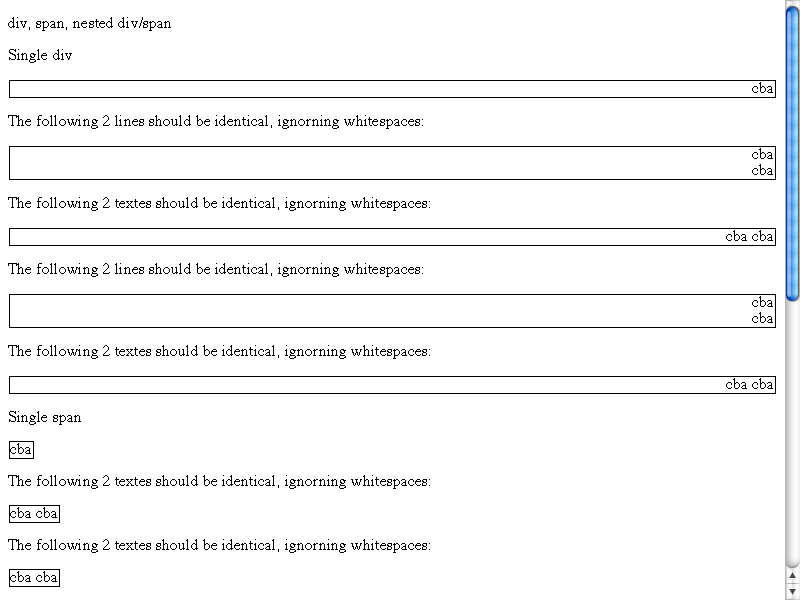 div, span, nested div/span
Single div
cba
The following 2 lines should be identical, ignorning whitespaces:
cba
cba
The following 2 textes should be identical, ignorning whitespaces:
cba cba
The following 2 lines should be identical, ignorning whitespaces:
cba
cba
The following 2 textes should be identical, ignorning whitespaces:
cba cba
Single span
cba
The following 2 textes should be identical, ignorning whitespaces:
cba cba
The following 2 textes should be identical, ignorning whitespaces:
cba cba